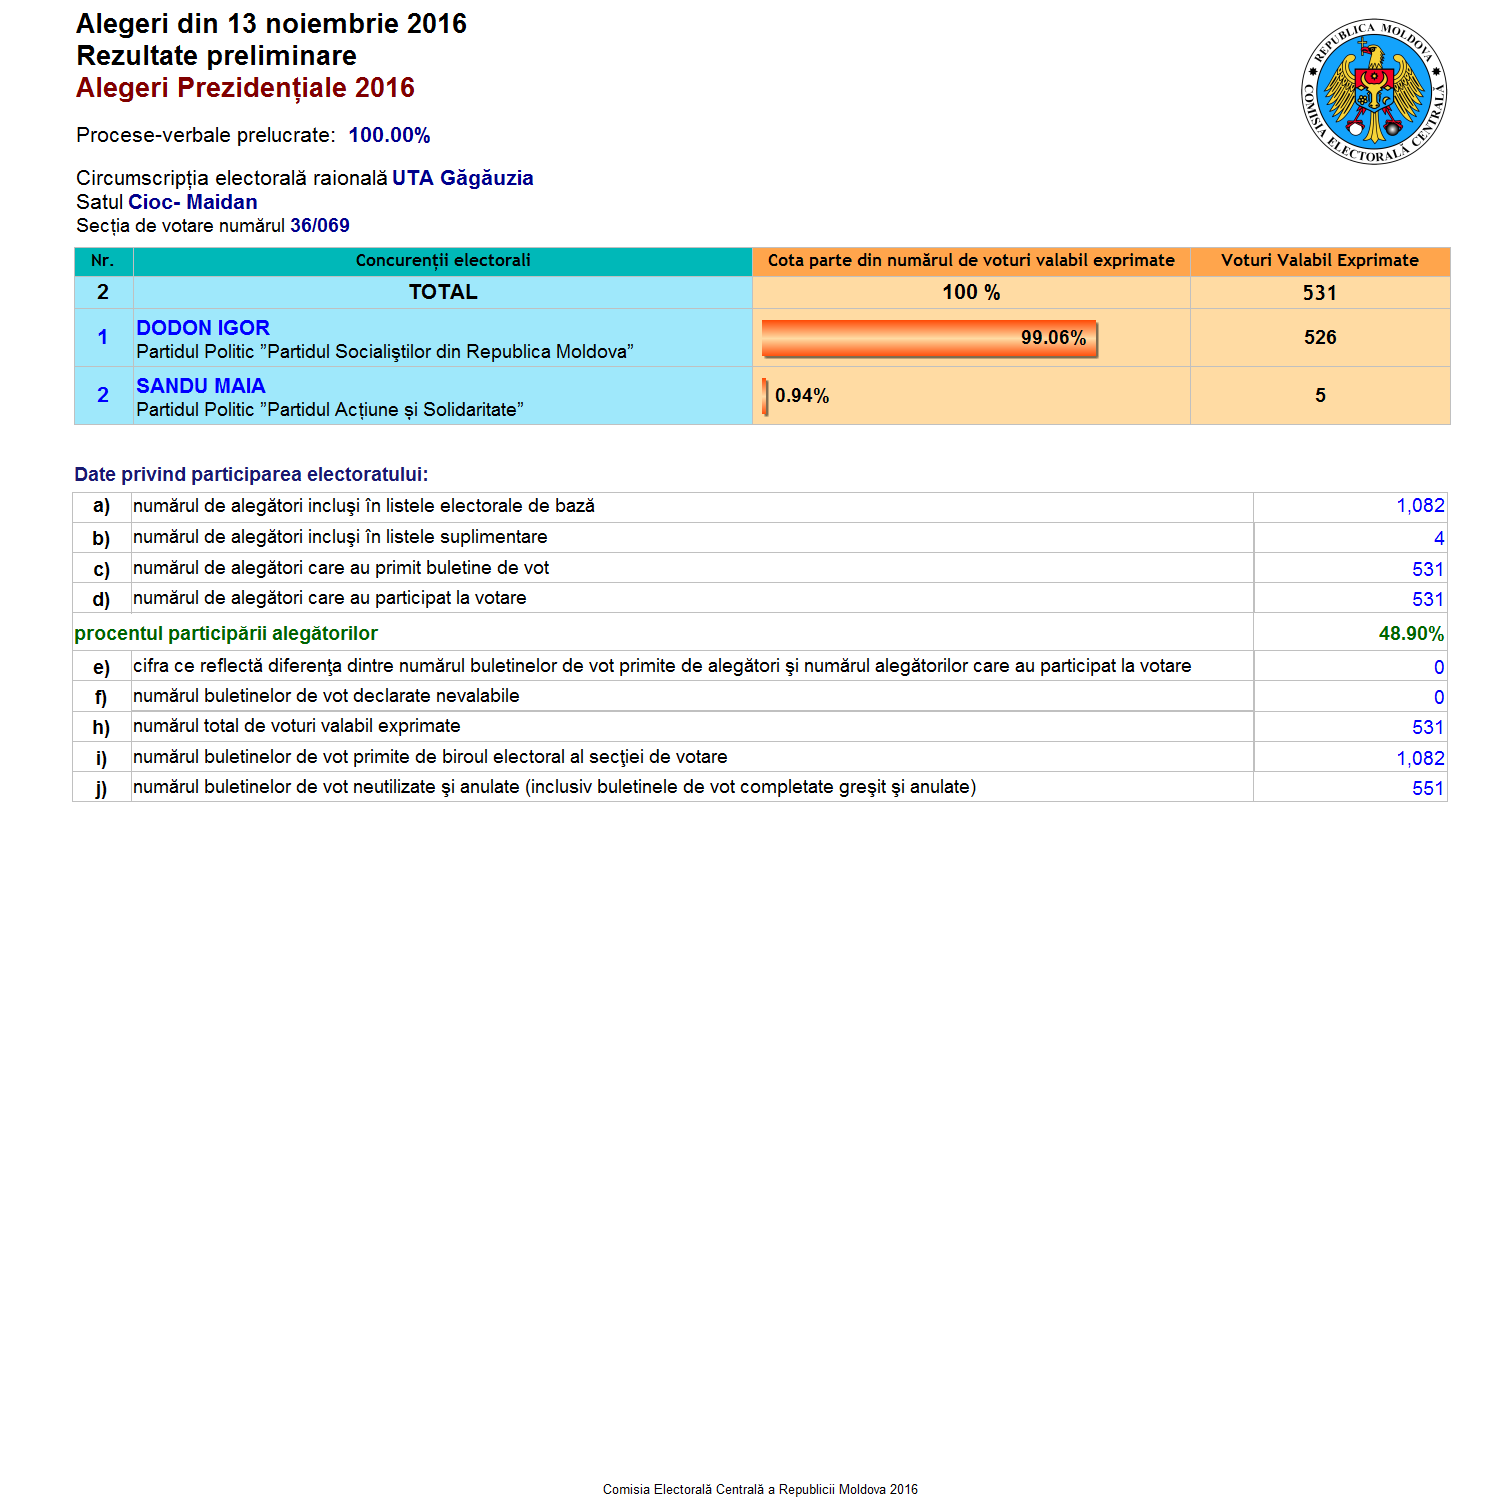 Alegeri din 13 noiembrie 2016
Rezultate preliminare
Alegeri Prezidențiale 2016
REPUBLICA MOLDOVA
COMISIA ELECTORALĂ CENTRALĂ
Procese-verbale prelucrate: 100.00%
Circumscripția electorală raională UTA Găgăuzia
Satul Cioc- Maidan
Secția de votare numărul 36/069
Nr. Concurenții electorali Cota parte din numărul de voturi valabil exprimate Voturi Valabil Exprimate
2 TOTAL 100 % 531
1 DODON IGOR 99.06% 526
Partidul Politic ”Partidul Socialiştilor din Republica Moldova”
2 SANDU MAIA 0.94% 5
Partidul Politic ”Partidul Acțiune și Solidaritate”
Date privind participarea electoratului:
a) numărul de alegători incluşi în listele electorale de bază 1,082
b) numărul de alegători incluşi în listele suplimentare 4
c) numărul de alegători care au primit buletine de vot 531
d) numărul de alegători care au participat la votare 531
procentul participării alegătorilor 48.90%
e) cifra ce reflectă diferenţa dintre numărul buletinelor de vot primite de alegători şi numărul alegătorilor care au participat la votare 0
f) numărul buletinelor de vot declarate nevalabile 0
h) numărul total de voturi valabil exprimate 531
i) numărul buletinelor de vot primite de biroul electoral al secţiei de votare 1,082
j) numărul buletinelor de vot neutilizate şi anulate (inclusiv buletinele de vot completate greşit şi anulate) 551
Comisia Electorală Centrală a Republicii Moldova 2016